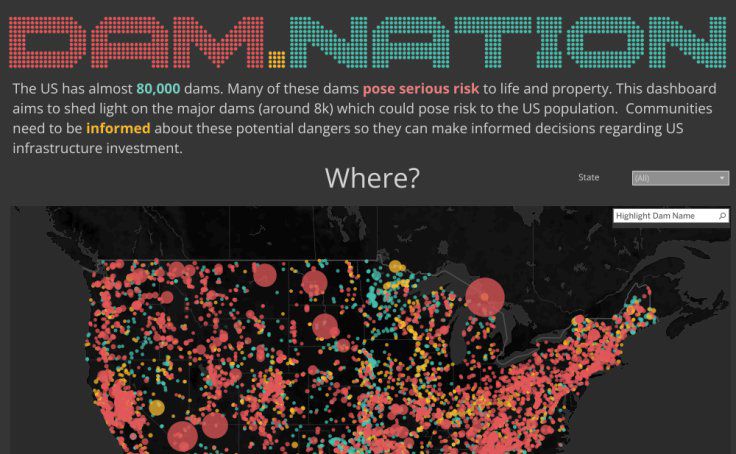 DAM.NATION
The US has almost 80,000 dams. Many of these dams pose serious risk to life and property. This dashboard
aims to shed light on the major dams (around 8k) which could pose risk to the US population.  Communities
need to be informed about these potential dangers so they can make informed decisions regarding US
infrastructure investment.
Where?
State
(All)
Highlight Dam Name